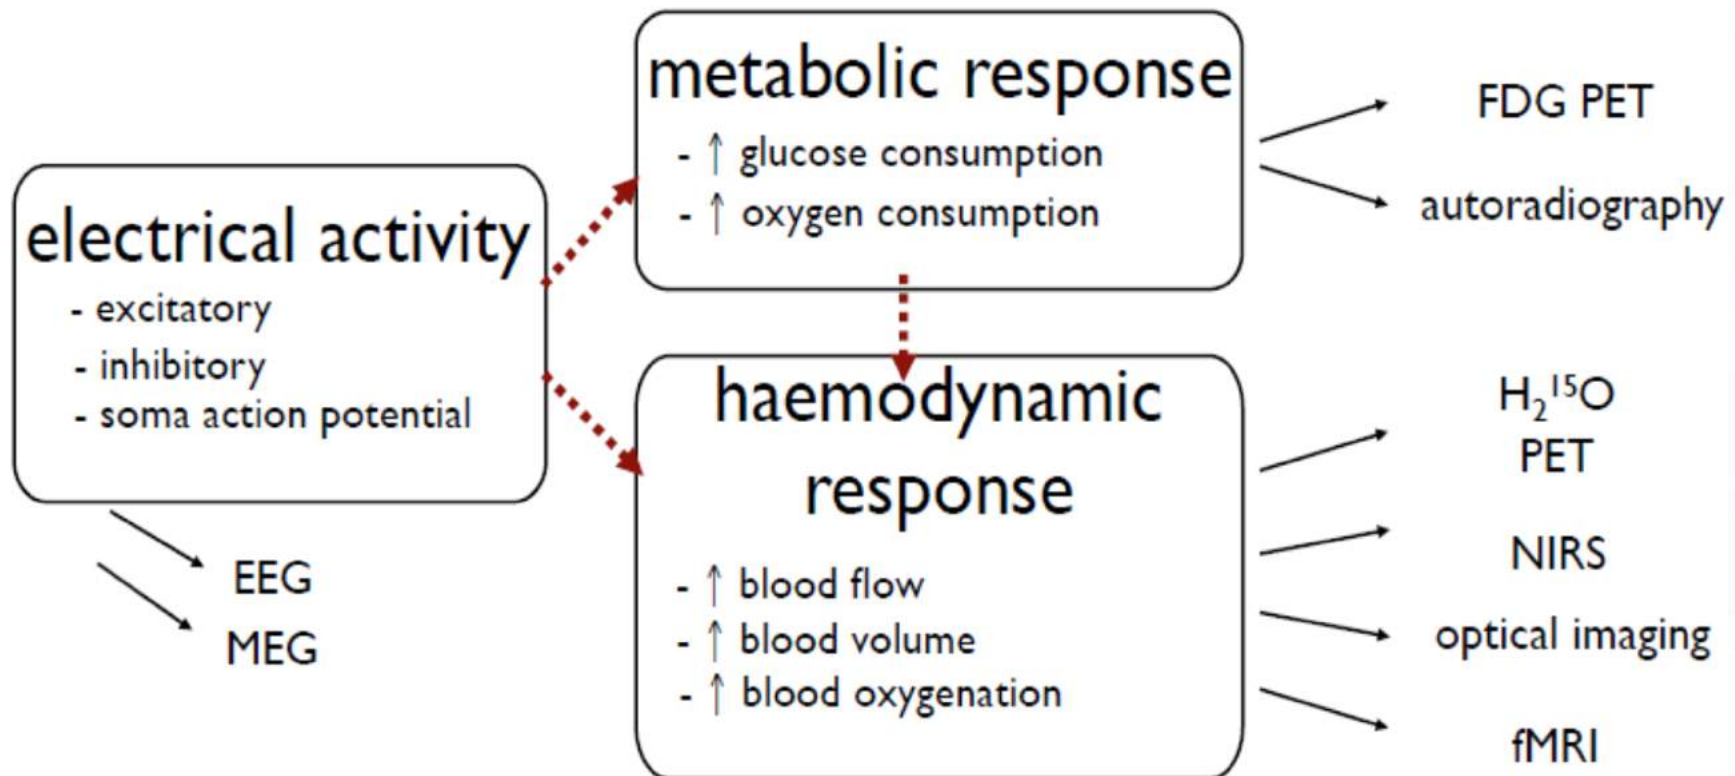 metabolic response
- ↑ glucose consumption
- ↑ oxygen consumption
FDG PET
autoradiography
electrical activity
- excitatory
- inhibitory
- soma action potential
EEG
MEG
haemodynamic
response
- ↑ blood flow
- ↑ blood volume
- ↑ blood oxygenation
H₂¹⁵O
PET
NIRS
optical imaging
fMRI